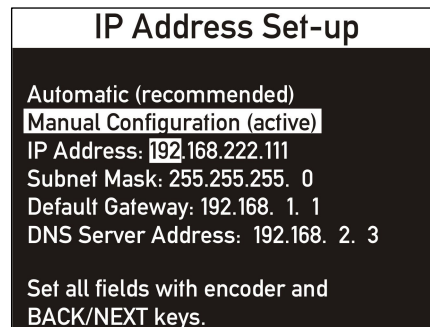 IP Address Set-up
Automatic (recommended)
Manual Configuration (active)
IP Address: 192.168.222.111
Subnet Mask: 255.255.255.  0
Default Gateway: 192.168.  1.  1
DNS Server Address:  192.168.  2.  3
Set all fields with encoder and
BACK/NEXT keys.